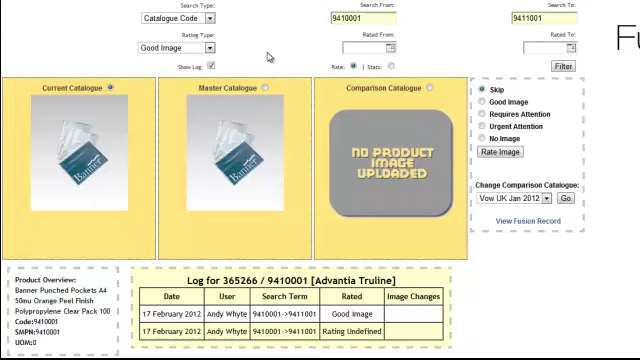 Search Type:
Search From:
Search To:
Catalogue Code
9410001
9411001
Rating Type:
Rated From:
Rated To:
Good Image
Show Log:
Rate:
| Stats:
Filter
Current Catalogue
Master Catalogue
Comparison Catalogue
Skip
Good Image
Requires Attention
Urgent Attention
No Image
Rate Image
Banner
Banner
NO PRODUCT
IMAGE
UPLOADED
Change Comparison Catalogue:
Vow UK Jan 2012
Go
View Fusion Record
Product Overview:
Banner Punched Pockets A4
50mu Orange Peel Finish
Polypropylene Clear Pack 100
Code:9410001
SMPN:9410001
UOM:0
Log for 365266 / 9410001 [Advantia Truline]
Date User Search Term Rated Image Changes
17 February 2012 Andy Whyte 9410001->9411001 Good Image
17 February 2012 Andy Whyte 9410001->9411001 Rating Undefined